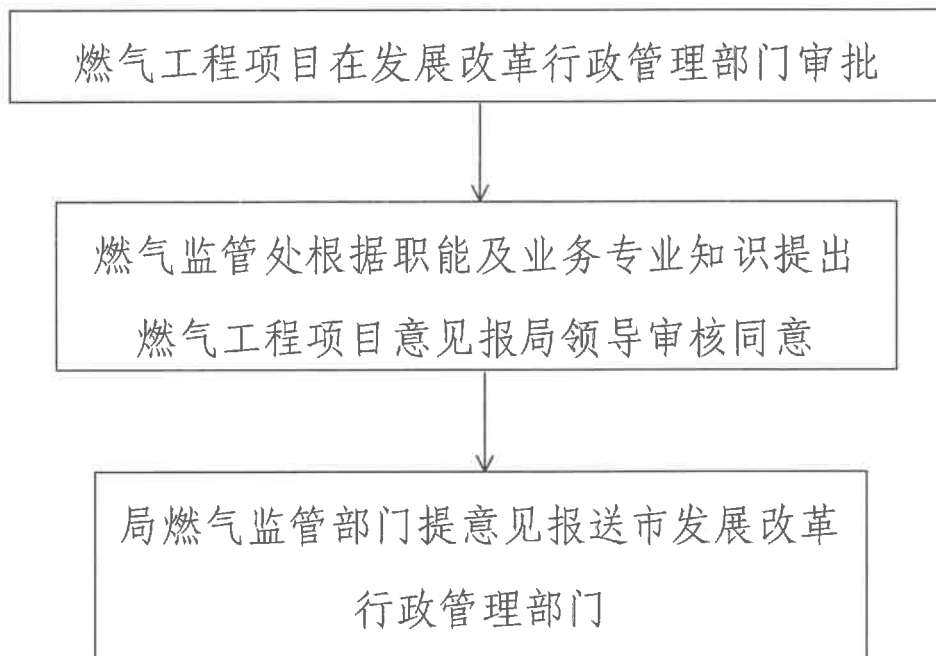 燃气工程项目在发展改革行政管理部门审批
燃气监管处根据职能及业务专业知识提出
燃气工程项目意见报局领导审核同意
局燃气监管部门提意见报送市发展改革
行政管理部门